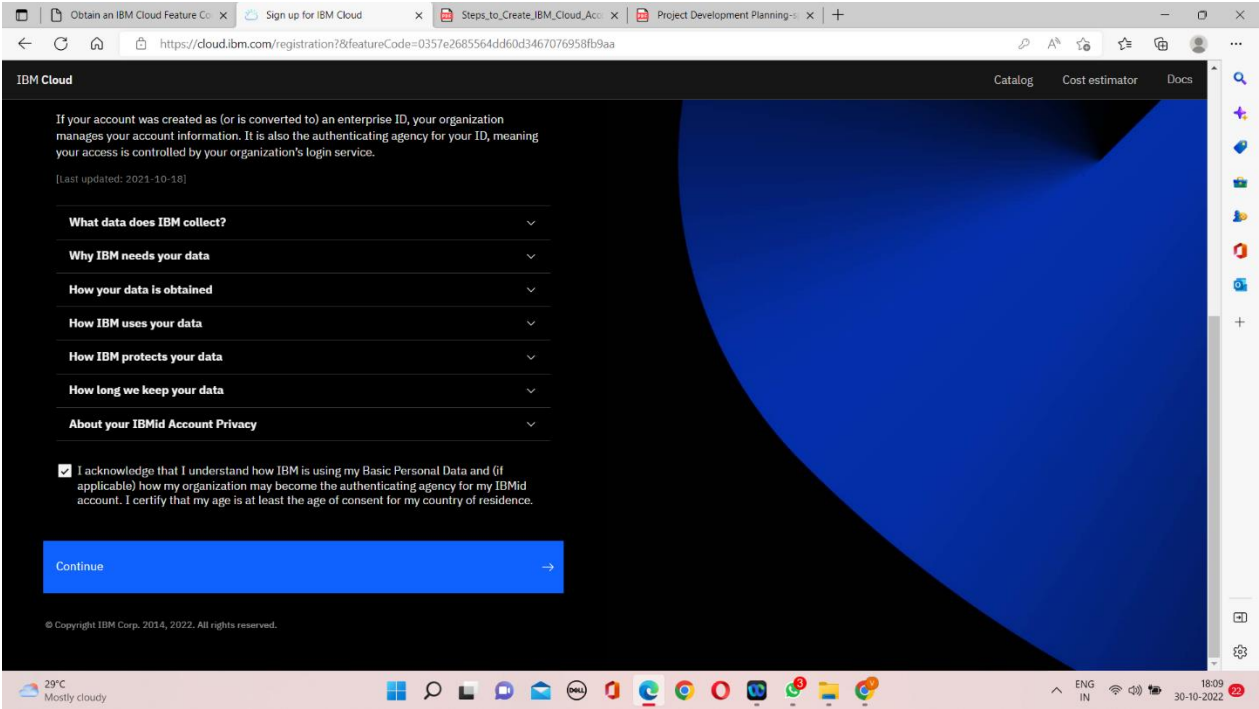 Obtain an IBM Cloud Feature Co
Sign up for IBM Cloud
Steps_to_Create_IBM_Cloud_Acc
Project Development Planning-s
https://cloud.ibm.com/registration?&featureCode=0357e2685564dd60d3467076958fb9aa
IBM Cloud
Catalog
Cost estimator
Docs
If your account was created as (or is converted to) an enterprise ID, your organization
manages your account information. It is also the authenticating agency for your ID, meaning
your access is controlled by your organization's login service.
[Last updated: 2021-10-18]
What data does IBM collect?
Why IBM needs your data
How your data is obtained
How IBM uses your data
How IBM protects your data
How long we keep your data
About your IBMid Account Privacy
I acknowledge that I understand how IBM is using my Basic Personal Data and (if
applicable) how my organization may become the authenticating agency for my IBMid
account. I certify that my age is at least the age of consent for my country of residence.
Continue
© Copyright IBM Corp. 2014, 2022. All rights reserved.
29°C
Mostly cloudy
DELL
3
ENG
IN
18:09
30-10-2022
22